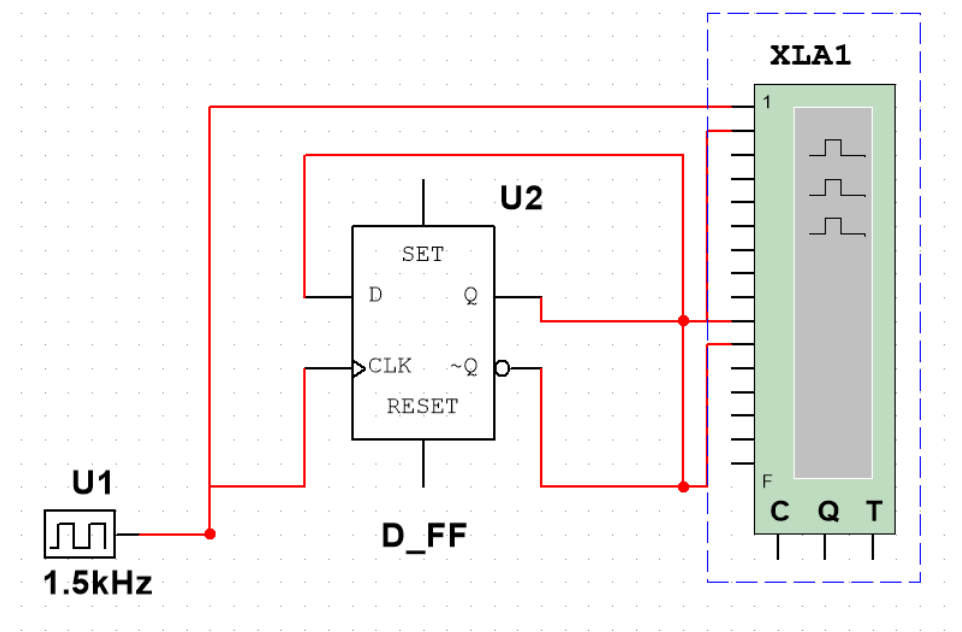 XLA1
1
U2
SET
D Q
CLK ~Q
RESET
F
U1
C Q T
D_FF
1.5kHz